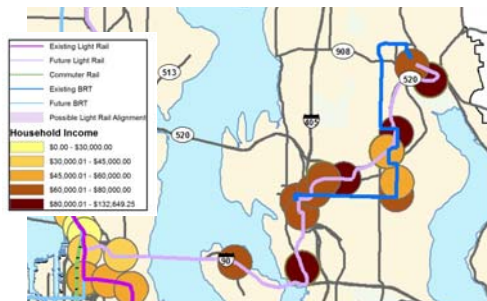 Existing Light Rail
Future Light Rail
Commuter Rail
Existing BRT
Future BRT
Possible Light Rail Alignment
Household Income
$0.00 - $30,000.00
$30,000.01 - $45,000.00
$45,000.01 - $60,000.00
$60,000.01 - $80,000.00
$80,000.01 - $132,649.25
908
513
520
520
405
90